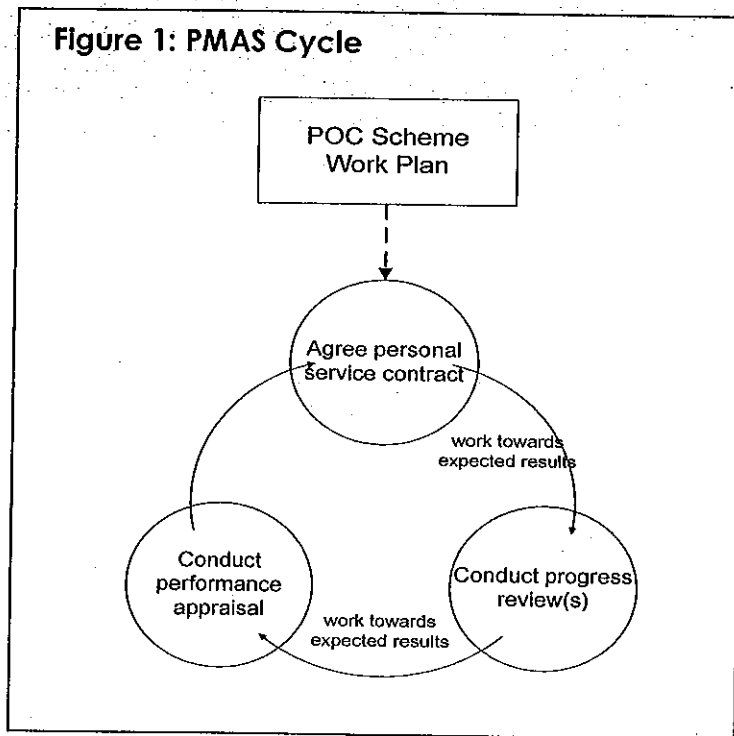 Figure 1: PMAS Cycle
POC Scheme
Work Plan
Agree personal
service contract
work towards
expected results
Conduct progress
review(s)
work towards
expected results
Conduct
performance
appraisal